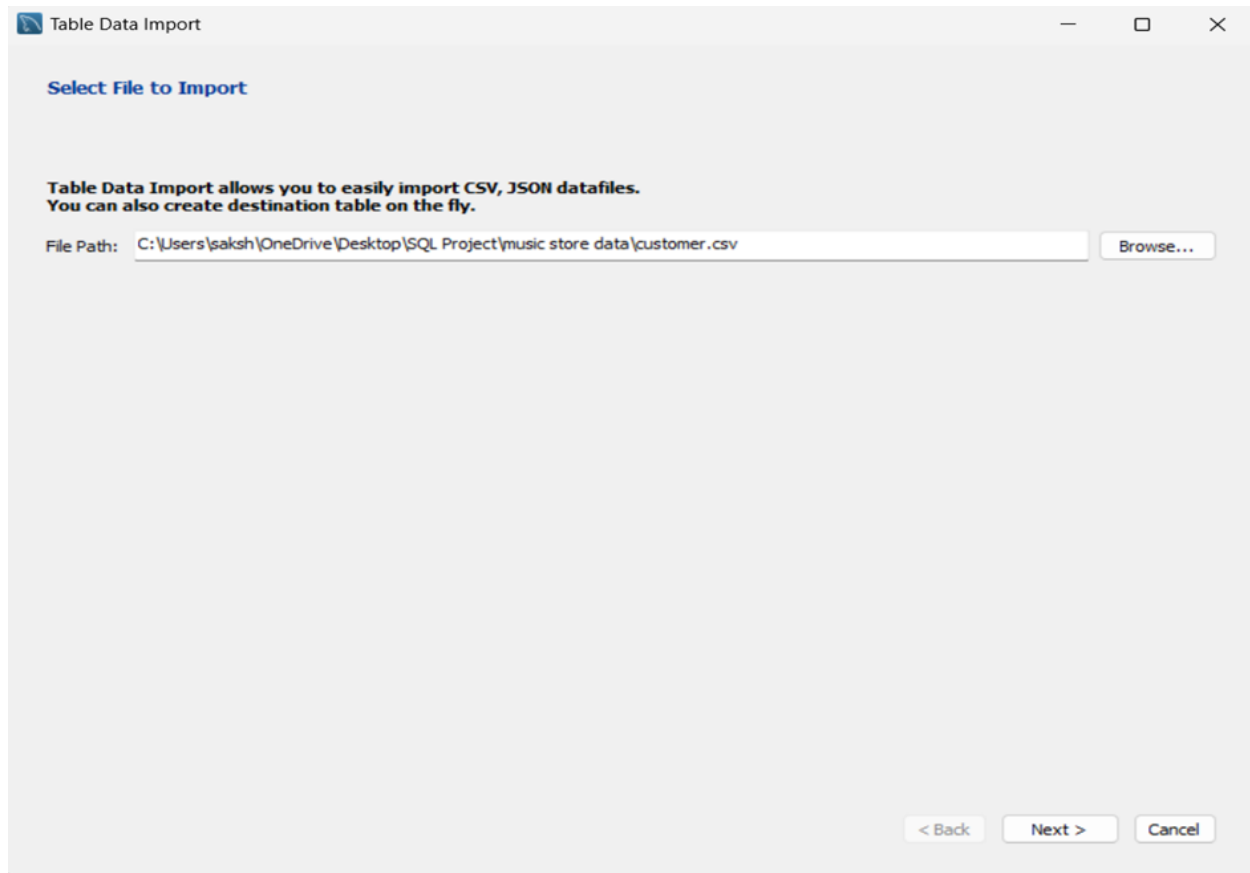 Table Data Import
Select File to Import
Table Data Import allows you to easily import CSV, JSON datafiles.
You can also create destination table on the fly.
File Path: C:\Users\saksh\OneDrive\Desktop\SQL Project\music store data\customer.csv Browse...
< Back Next > Cancel